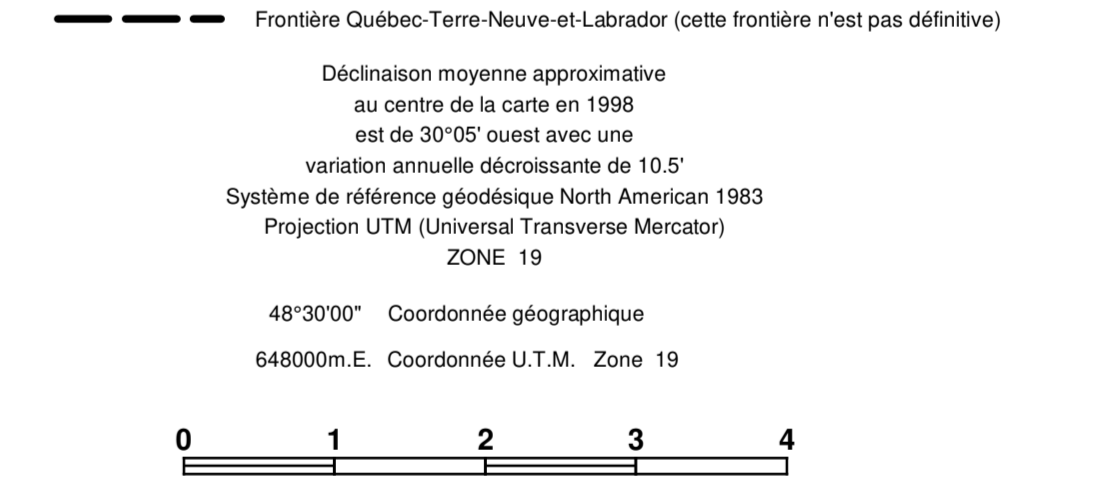 Frontière Québec-Terre-Neuve-et-Labrador (cette frontière n'est pas définitive)
Déclinaison moyenne approximative
au centre de la carte en 1998
est de 30°05' ouest avec une
variation annuelle décroissante de 10.5'
Système de référence géodésique North American 1983
Projection UTM (Universal Transverse Mercator)
ZONE 19
48°30'00" Coordonnée géographique
648000m.E. Coordonnée U.T.M. Zone 19
0 1 2 3 4